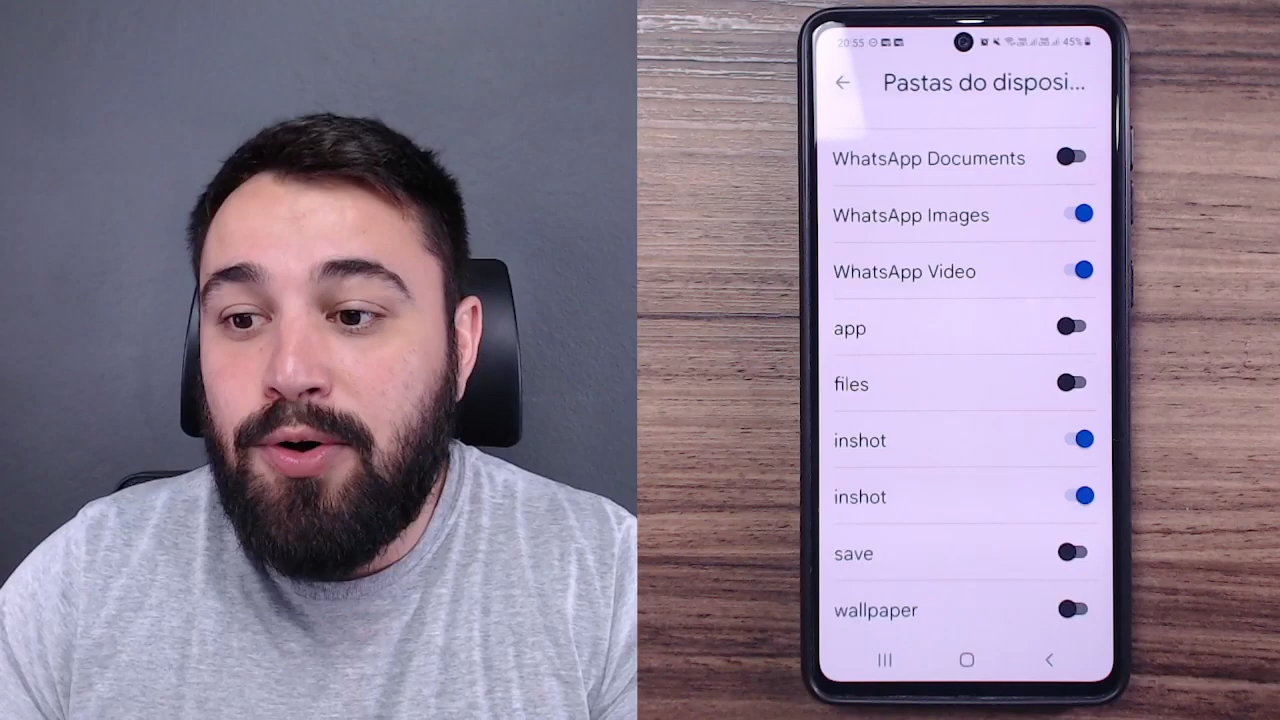 20:55
45%
Pastas do disposi...
WhatsApp Documents
WhatsApp Images
WhatsApp Video
app
files
inshot
inshot
save
wallpaper